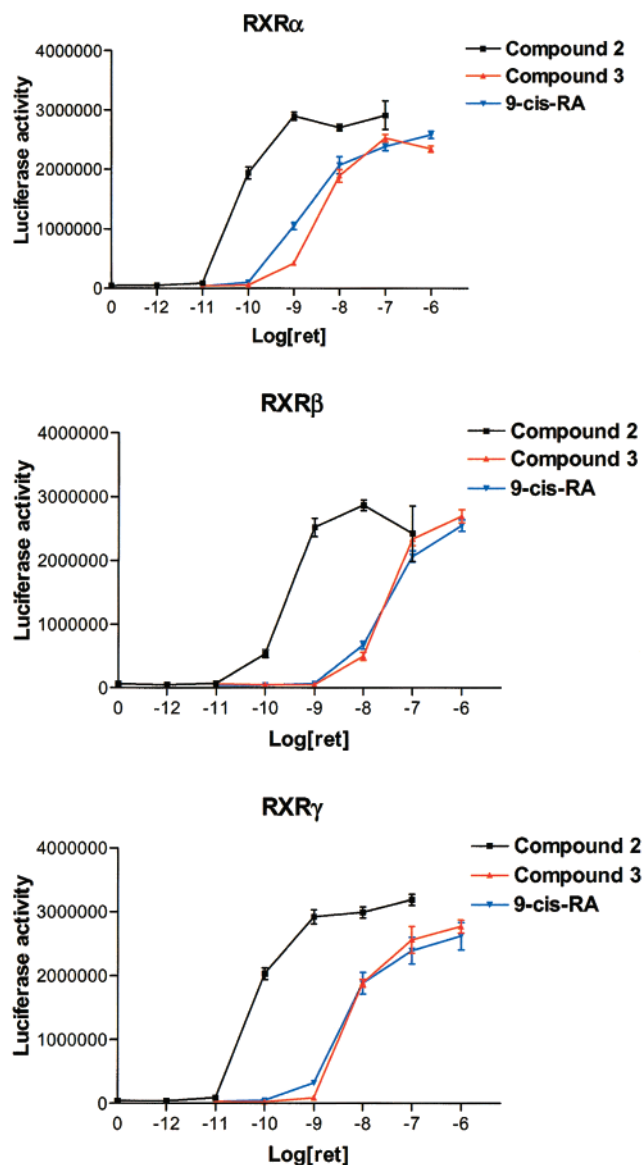 RXRα
Compound 2
Compound 3
9-cis-RA
Luciferase activity
4000000
3000000
2000000
1000000
0
0 -12 -11 -10 -9 -8 -7 -6
Log[ret]
RXRβ
Compound 2
Compound 3
9-cis-RA
Luciferase activity
4000000
3000000
2000000
1000000
0
0 -12 -11 -10 -9 -8 -7 -6
Log[ret]
RXRγ
Compound 2
Compound 3
9-cis-RA
Luciferase activity
4000000
3000000
2000000
1000000
0
0 -12 -11 -10 -9 -8 -7 -6
Log[ret]